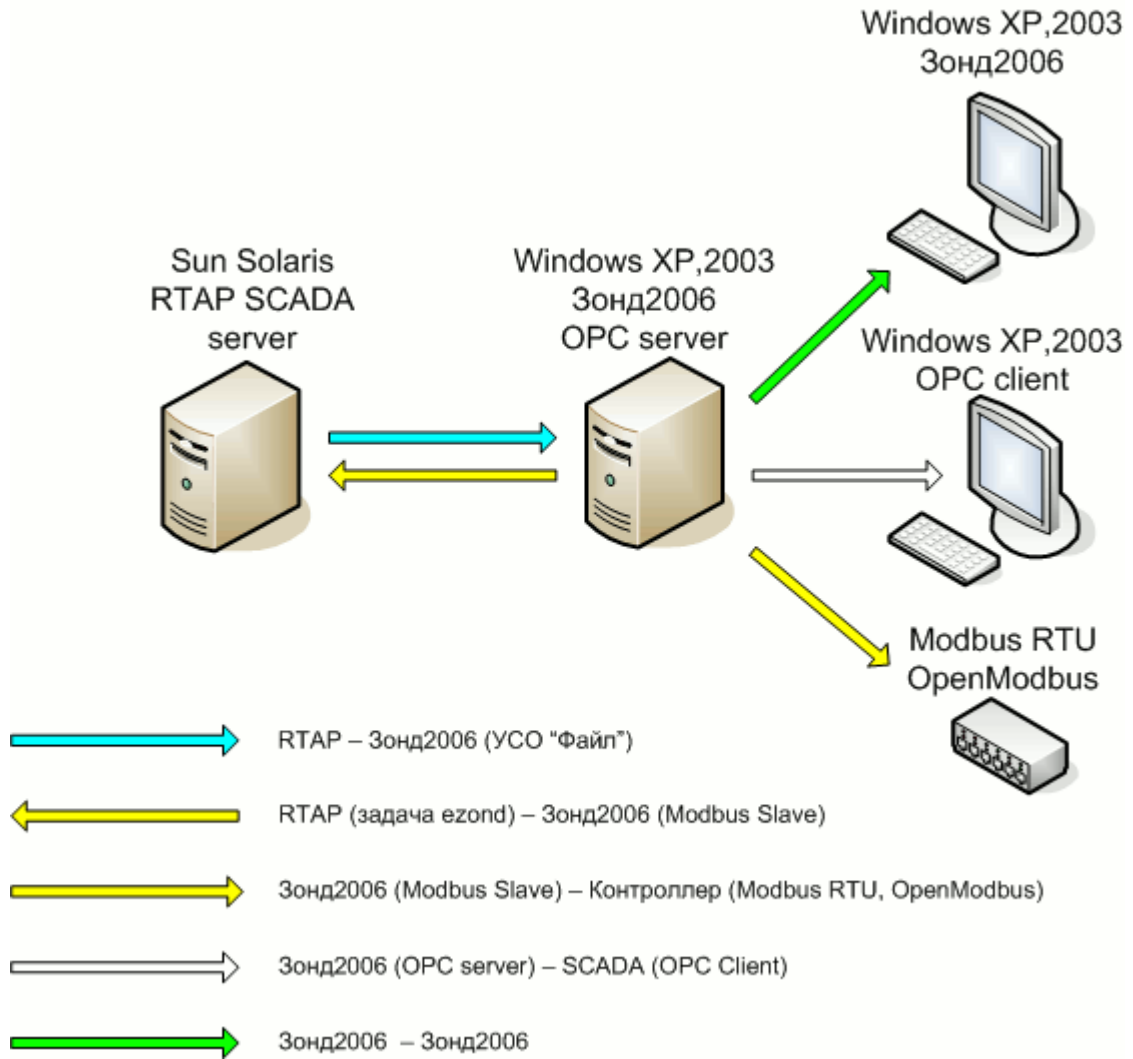 Windows XP,2003
Зонд2006
Sun Solaris
RTAP SCADA
server
Windows XP,2003
Зонд2006
OPC server
Windows XP,2003
OPC client
Modbus RTU
OpenModbus
RTAP – Зонд2006 (УСО “Файл”)
RTAP (задача ezond) – Зонд2006 (Modbus Slave)
Зонд2006 (Modbus Slave) – Контроллер (Modbus RTU, OpenModbus)
Зонд2006 (OPC server) – SCADA (OPC Client)
Зонд2006 – Зонд2006